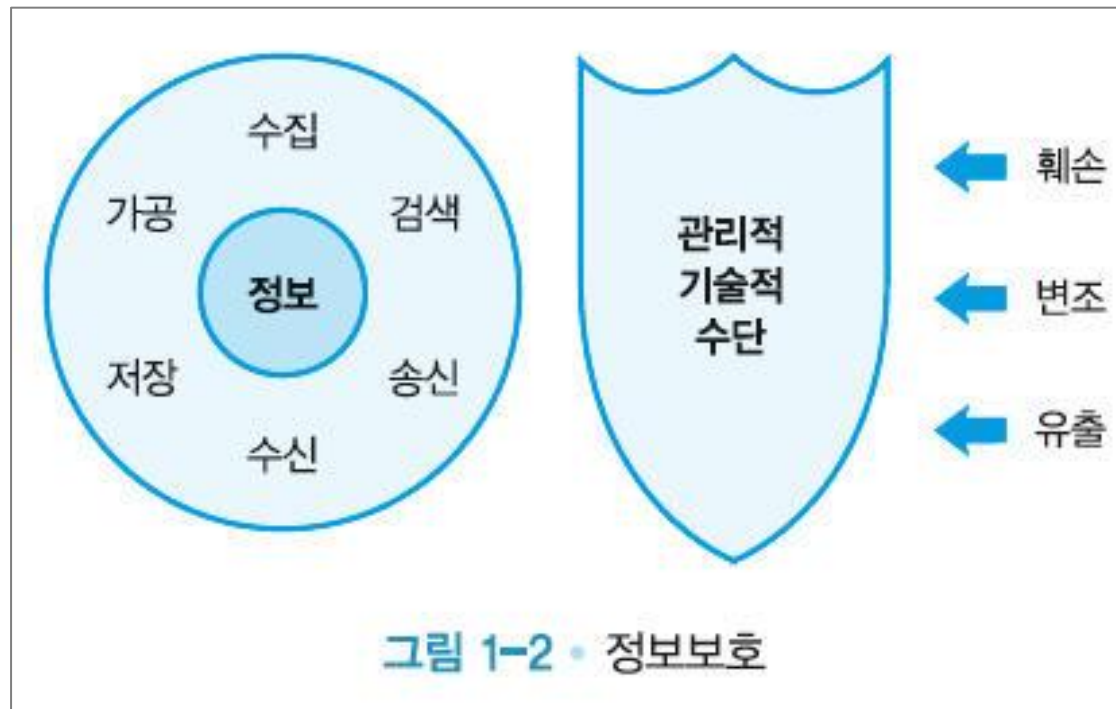 수집
가공
검색
정보
저장
송신
수신
관리적
기술적
수단
훼손
변조
유출
그림 1-2 • 정보보호